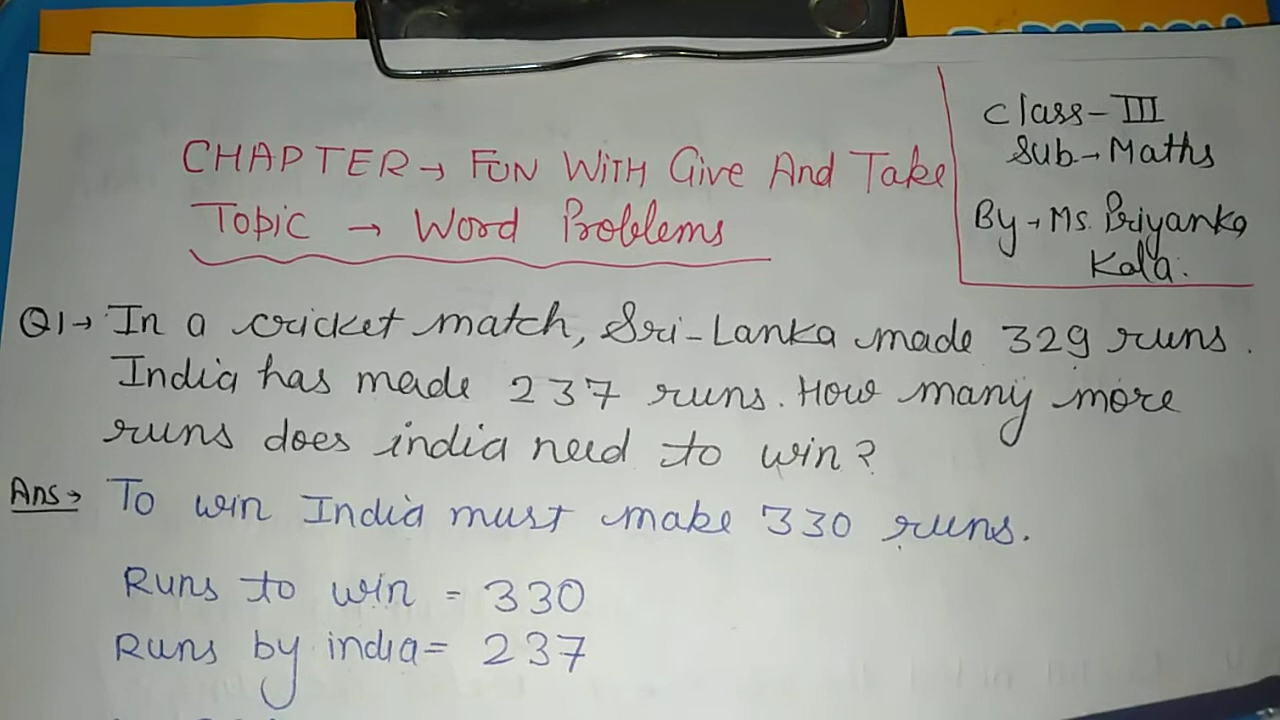 Class-III
Sub→Maths
By→Ms. Priyanka
Kala.
CHAPTER→ FUN WITH Give And Take
Topic → Word Problems
Q1→ In a cricket match, Sri-Lanka made 329 runs.
India has made 237 runs. How many more
runs does india need to win?
Ans→ To win India must make 330 runs.
Runs to win = 330
Runs by india= 237